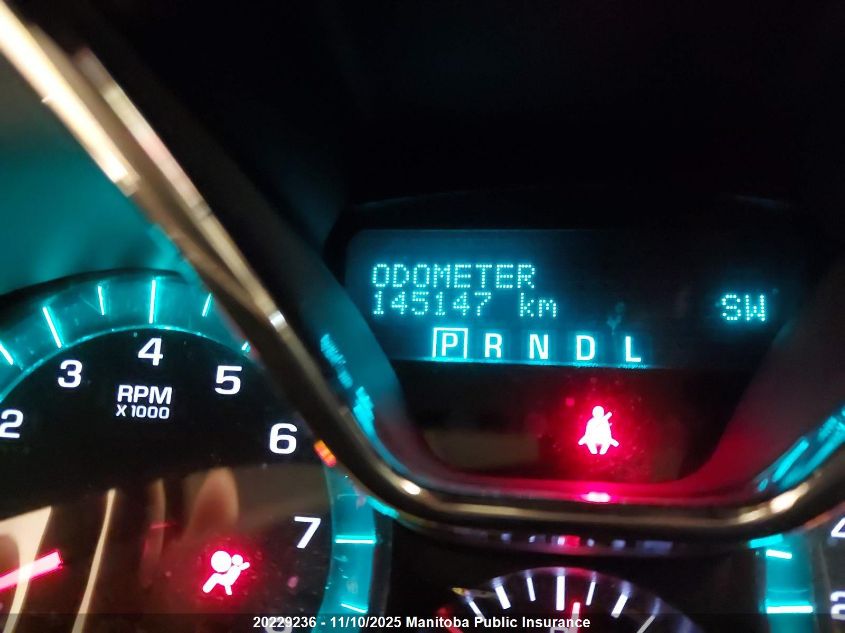 ODOMETER
145147 km
SW
P R N D L
2 3 4 5 6 7
RPM
X1000
20229236 - 11/10/2025 Manitoba Public Insurance